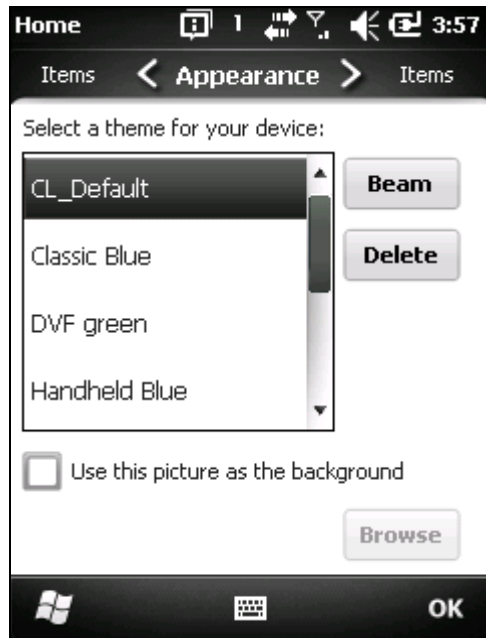 Home 1 3:57
Items < Appearance > Items
Select a theme for your device:
CL_Default
Beam
Classic Blue
Delete
DVF green
Handheld Blue
Use this picture as the background
Browse
OK